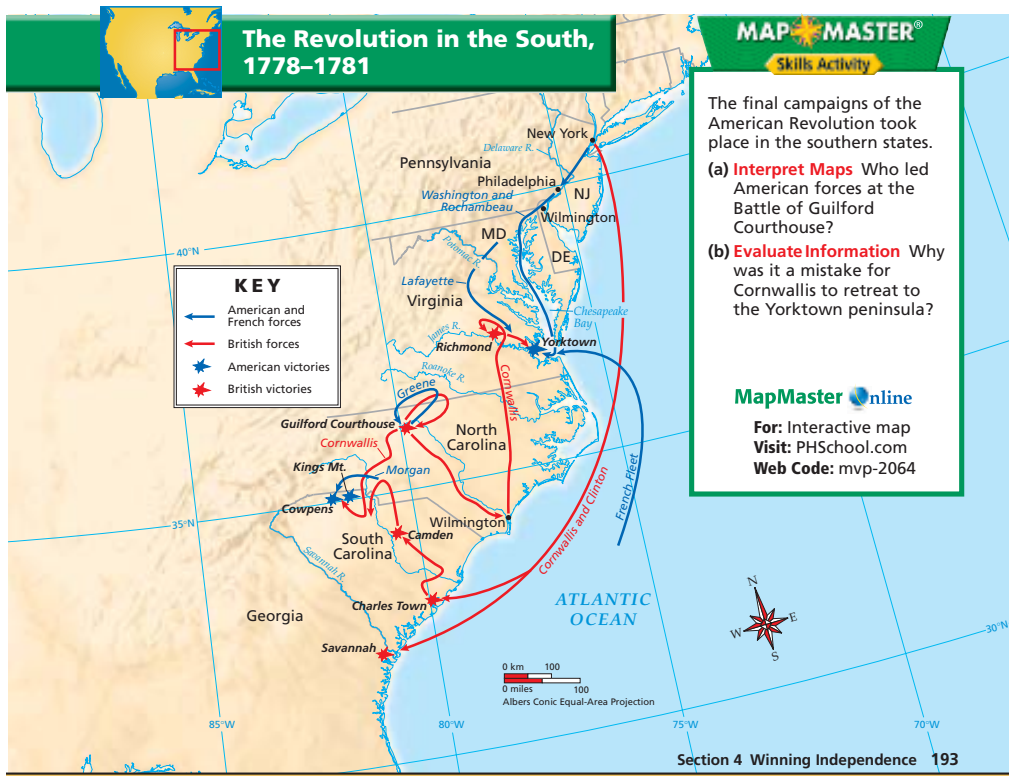 The Revolution in the South,
1778–1781
MAP MASTER®
Skills Activity
The final campaigns of the
American Revolution took
place in the southern states.
(a) Interpret Maps Who led
American forces at the
Battle of Guilford
Courthouse?
(b) Evaluate Information Why
was it a mistake for
Cornwallis to retreat to
the Yorktown peninsula?
MapMaster Online
For: Interactive map
Visit: PHSchool.com
Web Code: mvp-2064
New York
Delaware R.
Pennsylvania
Philadelphia
NJ
Washington and
Rochambeau
Wilmington
MD
Potomac R.
DE
40°N
Lafayette
Virginia
Chesapeake
Bay
James R.
Richmond
Yorktown
KEY
American and
French forces
British forces
American victories
British victories
Roanoke R.
Cornwallis
Greene
Guilford Courthouse
North
Carolina
Cornwallis
Kings Mt.
Morgan
Cowpens
35°N
Wilmington
Camden
South
Carolina
Savannah R.
Cornwallis and Clinton
French Fleet
Charles Town
Georgia
Savannah
ATLANTIC
OCEAN
N
W
E
S
30°N
0 km 100
0 miles 100
Albers Conic Equal-Area Projection
85°W
80°W
75°W
70°W
Section 4 Winning Independence 193